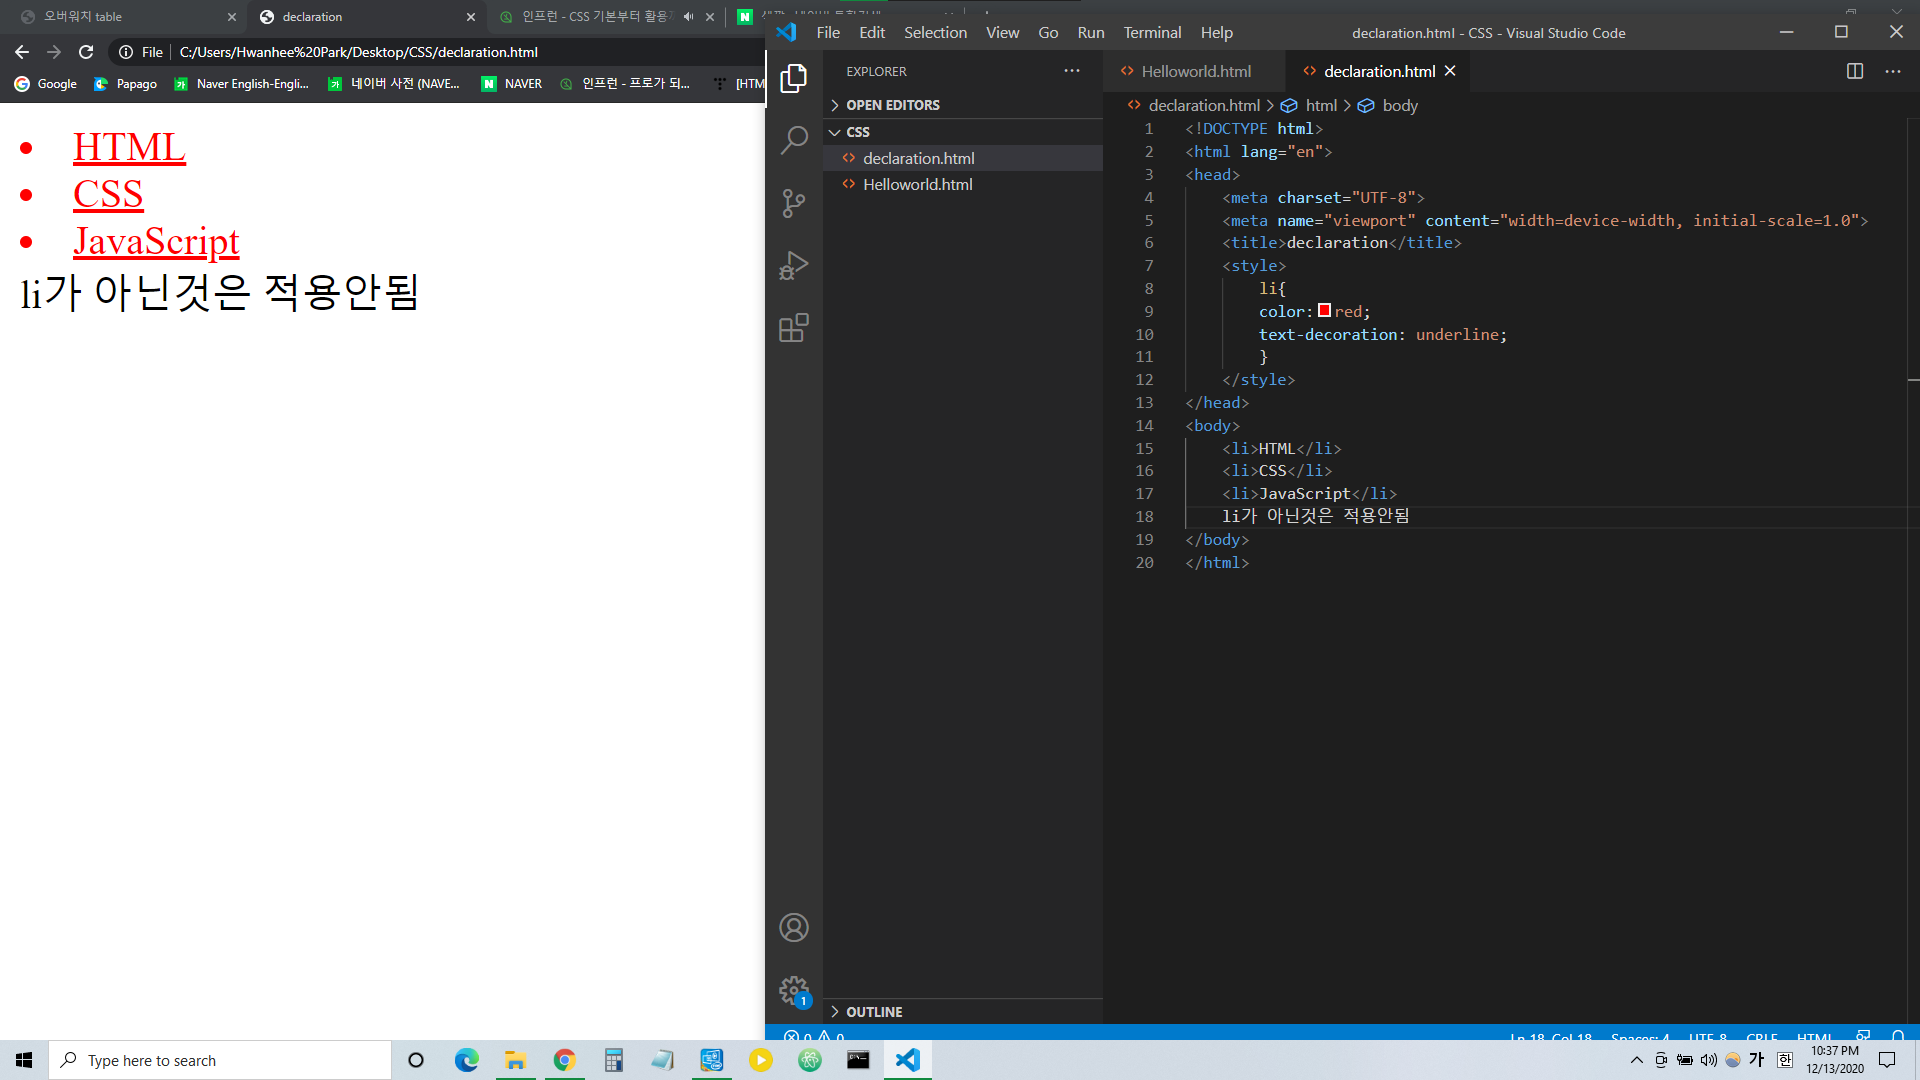 오버워치 table
declaration
인프런 - CSS 기본부터 활용
File
C:/Users/Hwanhee%20Park/Desktop/CSS/declaration.html
Google
Papago
Naver English-Engli...
네이버 사전 (NAVE...
NAVER
인프런 - 프로가 되...
[HTM
HTML
CSS
JavaScript
li가 아닌것은 적용안됨
File Edit Selection View Go Run Terminal Help
declaration.html - CSS - Visual Studio Code
EXPLORER
OPEN EDITORS
CSS
declaration.html
Helloworld.html
OUTLINE
Helloworld.html
declaration.html
declaration.html > html > body
1 <!DOCTYPE html>
2 <html lang="en">
3 <head>
4 <meta charset="UTF-8">
5 <meta name="viewport" content="width=device-width, initial-scale=1.0">
6 <title>declaration</title>
7 <style>
8 li{
9 color: red;
10 text-decoration: underline;
11 }
12 </style>
13 </head>
14 <body>
15 <li>HTML</li>
16 <li>CSS</li>
17 <li>JavaScript</li>
18 li가 아닌것은 적용안됨
19 </body>
20 </html>
1
0 0
Ln 18, Col 18 Spaces: 4 UTF-8 CRLF HTML
Type here to search
가
한
10:37 PM
12/13/2020